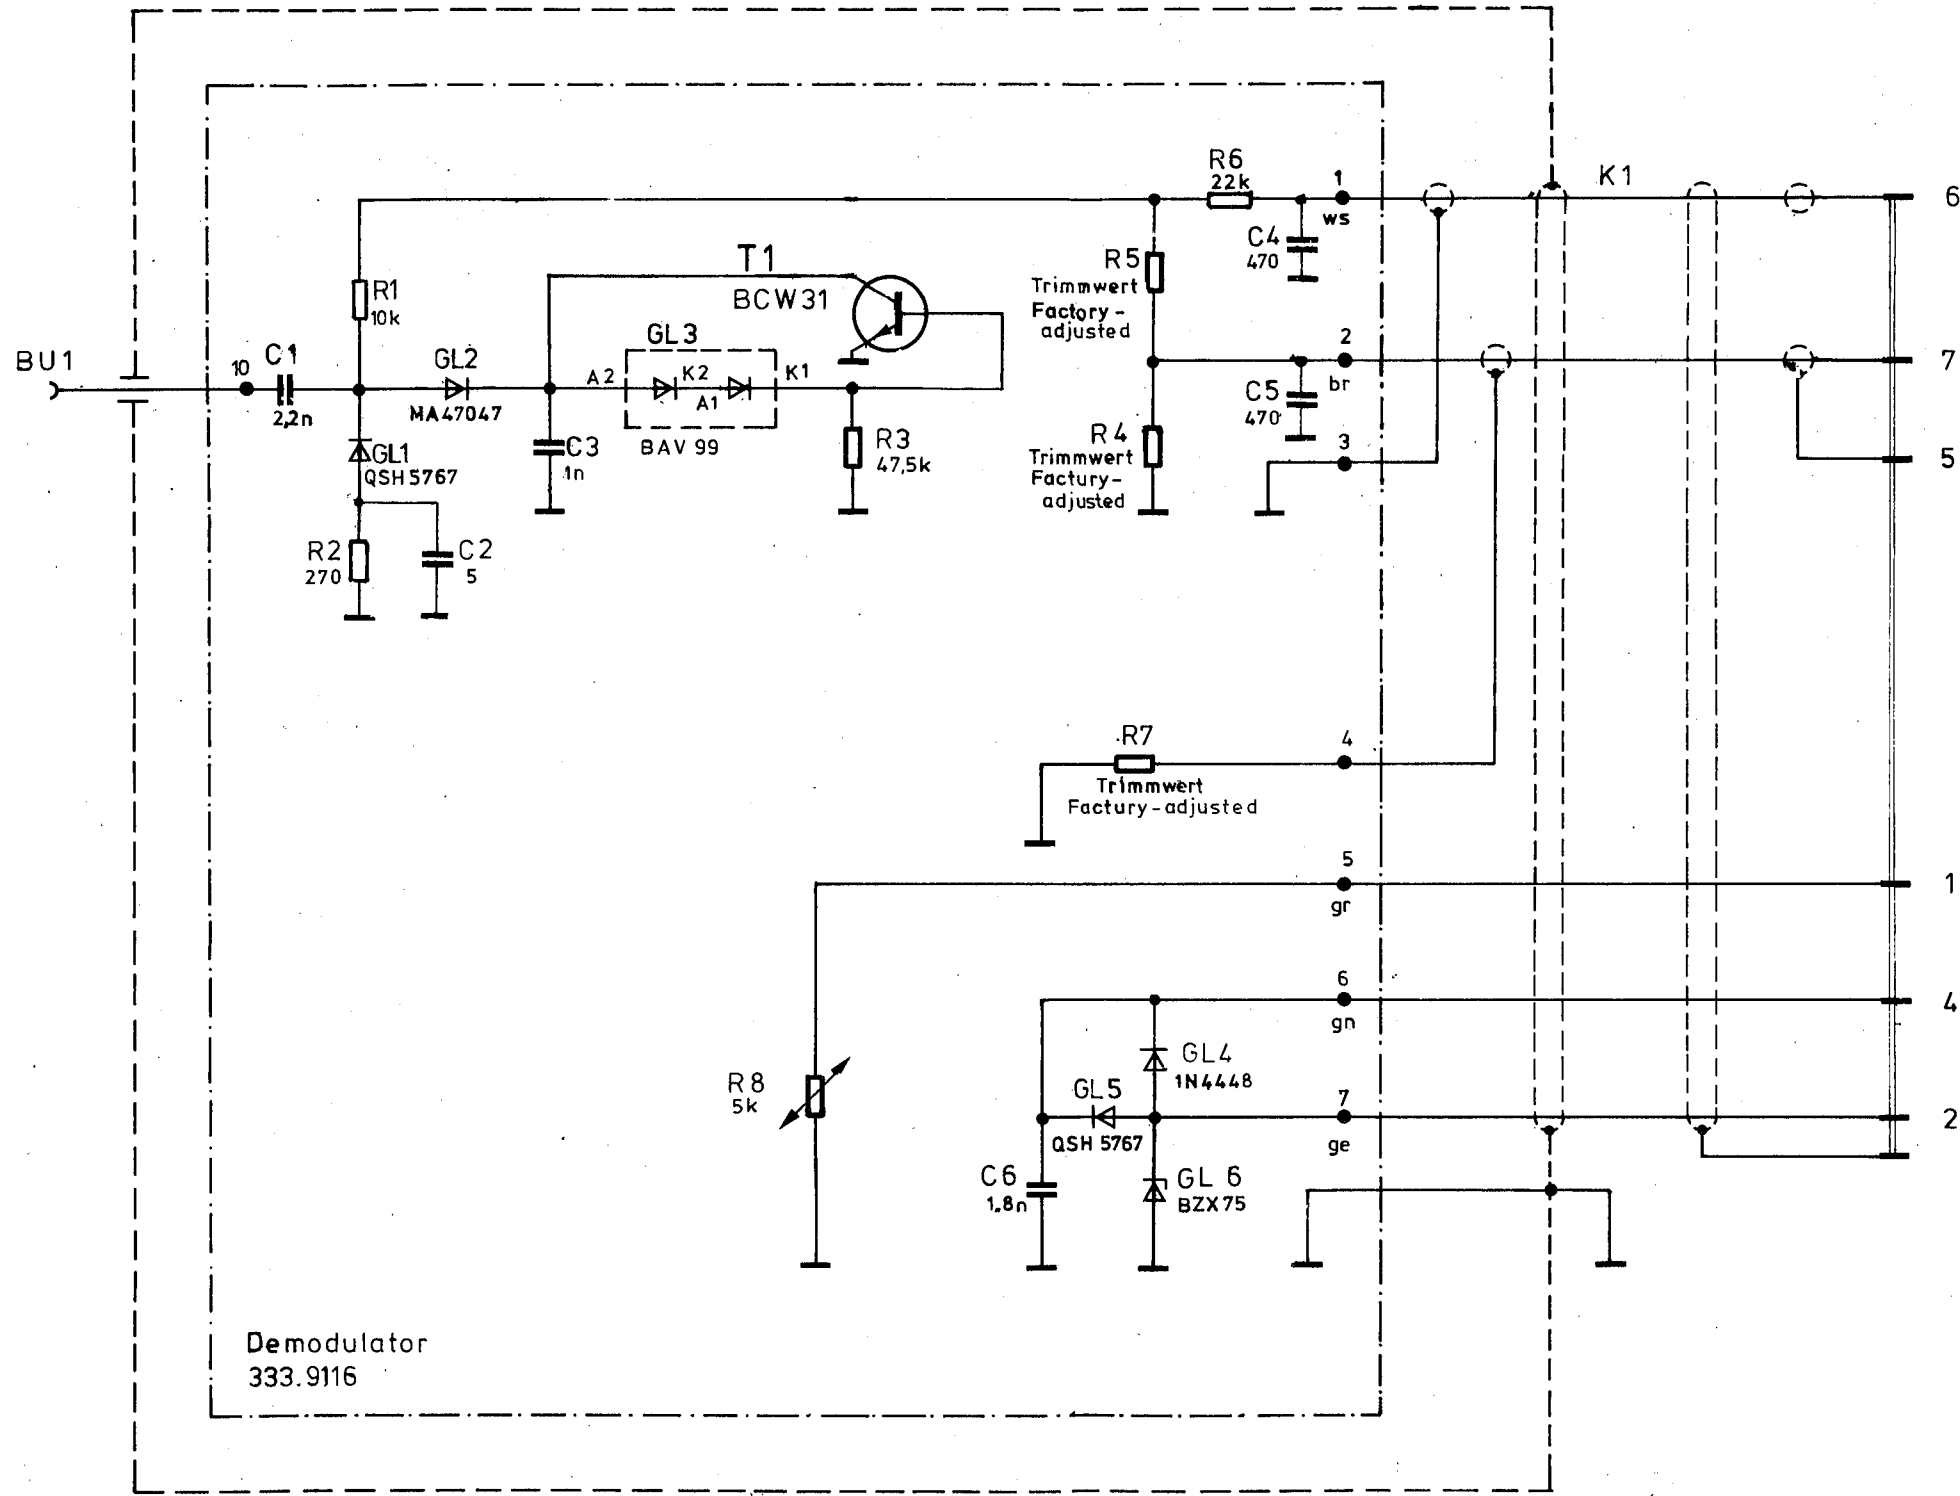 K1
6
R6
22k
1
ws
C4
470
R5
Trimmwert
Factory-
adjusted
T1
BCW31
R1
10k
BU1
10
C1
2,2n
GL2
MA47047
GL3
A2
K2
A1
K1
BAV 99
2
br
7
C5
470
3
5
GL1
QSH5767
C3
1n
R3
47,5k
R4
Trimmwert
Factury-
adjusted
R2
270
C2
5
R7
Trimmwert
Factury-adjusted
4
5
gr
1
6
gn
4
R8
5k
GL4
1N4448
GL5
QSH 5767
7
ge
2
C6
1.8n
GL 6
BZX75
Demodulator
333.9116